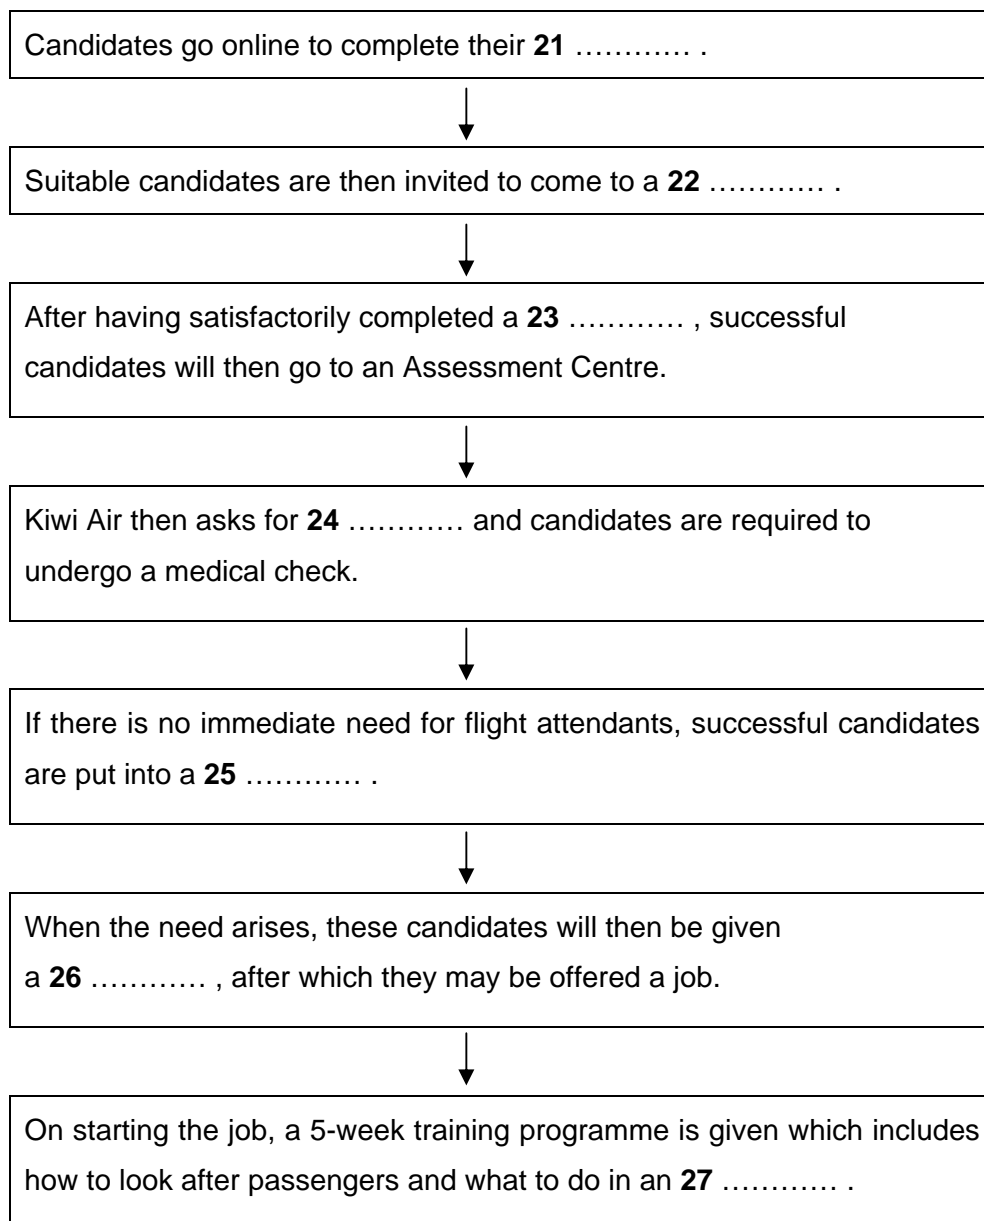 Candidates go online to complete their 21 ………… .
Suitable candidates are then invited to come to a 22 ………… .
After having satisfactorily completed a 23 ………… , successful
candidates will then go to an Assessment Centre.
Kiwi Air then asks for 24 ………… and candidates are required to
undergo a medical check.
If there is no immediate need for flight attendants, successful candidates
are put into a 25 ………… .
When the need arises, these candidates will then be given
a 26 ………… , after which they may be offered a job.
On starting the job, a 5-week training programme is given which includes
how to look after passengers and what to do in an 27 ………… .